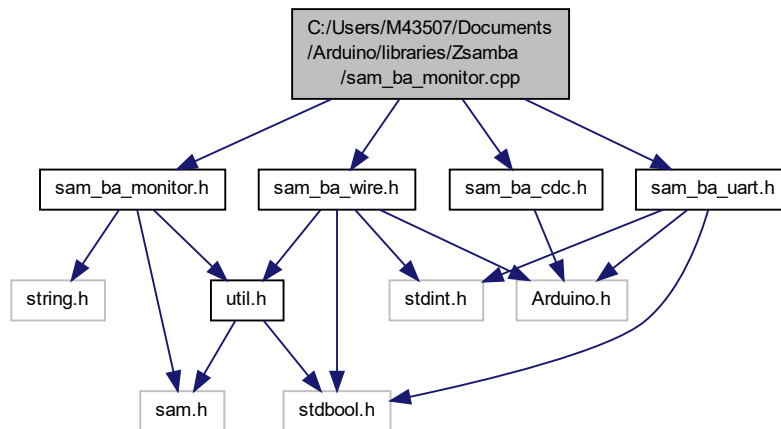 C:/Users/M43507/Documents
/Arduino/libraries/Zsamba
/sam_ba_monitor.cpp
sam_ba_monitor.h
sam_ba_wire.h
sam_ba_cdc.h
sam_ba_uart.h
string.h
util.h
stdint.h
Arduino.h
sam.h
stdbool.h